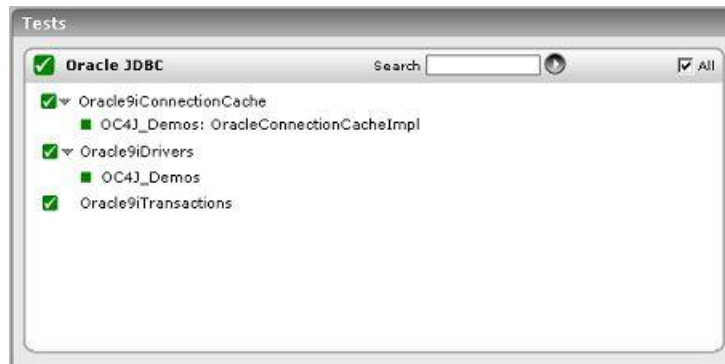 Tests
Oracle JDBC Search All
Oracle9iConnectionCache
OC4J_Demos: OracleConnectionCacheImpl
Oracle9iDrivers
OC4J_Demos
Oracle9iTransactions